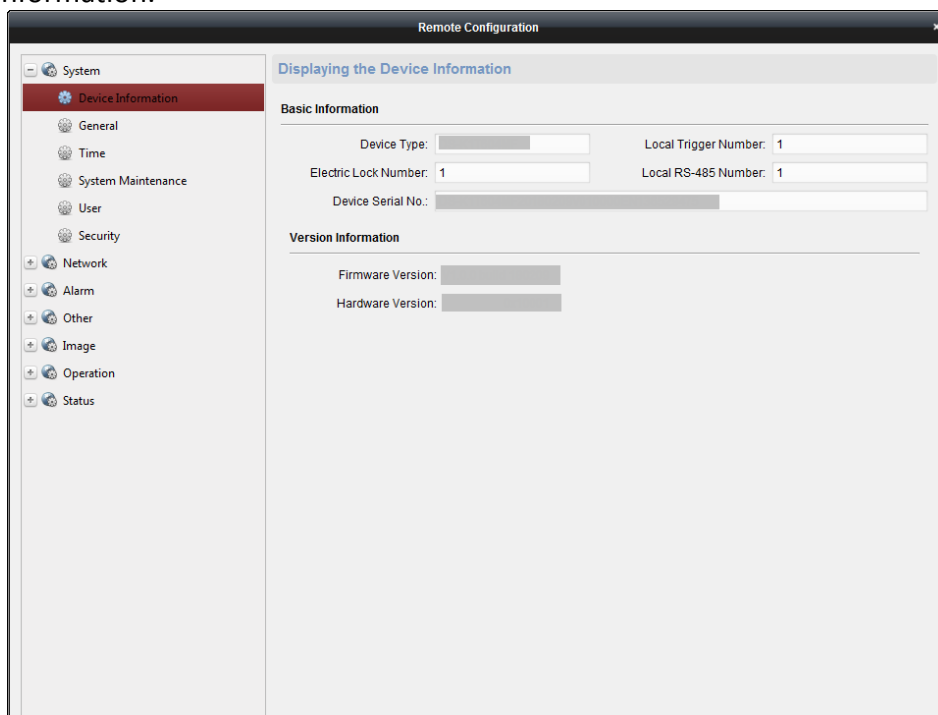 nformation.
Remote Configuration
System
Device Information
General
Time
System Maintenance
User
Security
Network
Alarm
Other
Image
Operation
Status
Displaying the Device Information
Basic Information
Device Type: Local Trigger Number: 1
Electric Lock Number: 1 Local RS-485 Number: 1
Device Serial No.:
Version Information
Firmware Version:
Hardware Version: